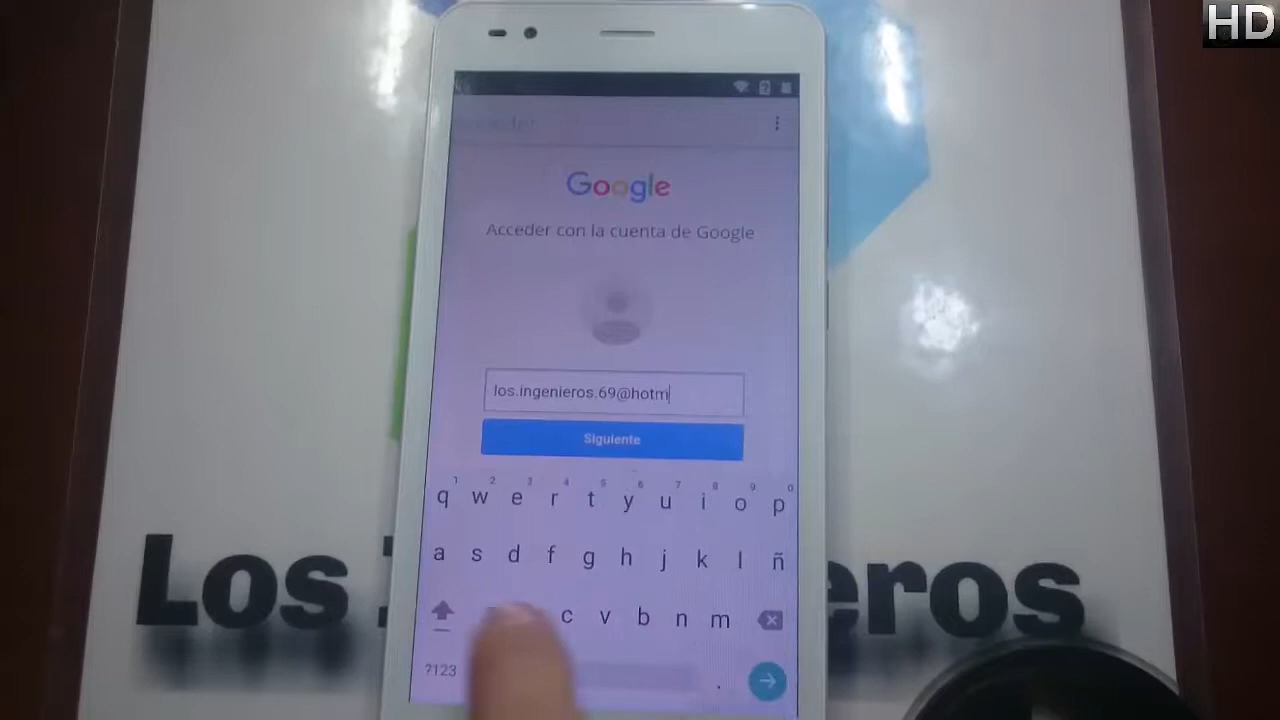 HD
Google
Acceder con la cuenta de Google
los.ingenieros.69@hotm
Siguiente
1 2 3 4 5 6 7 8 9 0
q w e r t y u i o p
a s d f g h j k l ñ
c v b n m
?123 .
Los
eros